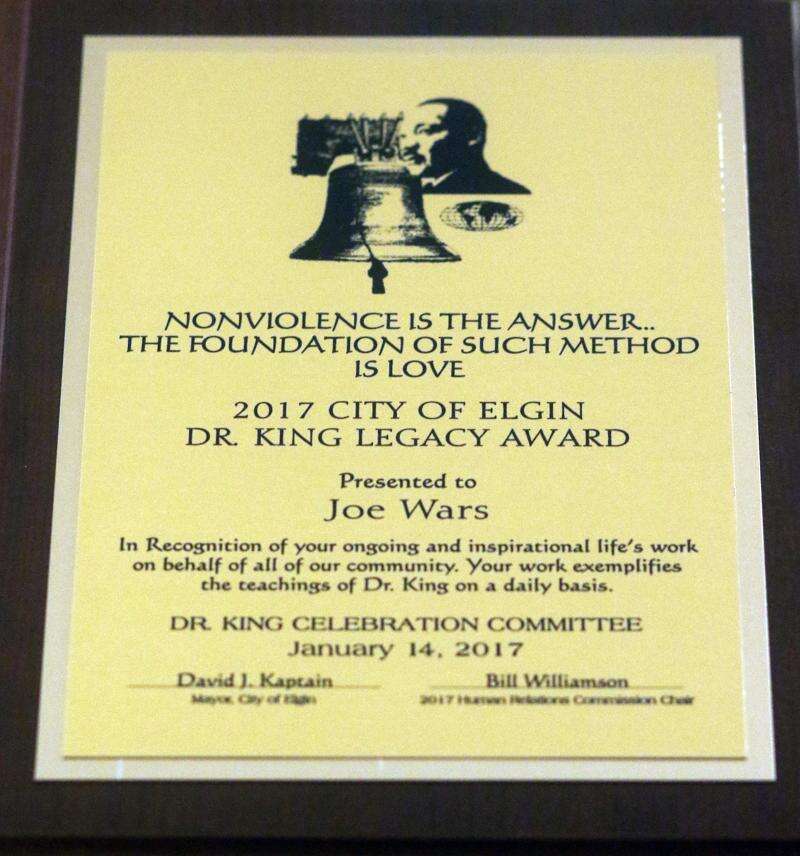 NONVIOLENCE IS THE ANSWER..
THE FOUNDATION OF SUCH METHOD
IS LOVE
2017 CITY OF ELGIN
DR. KING LEGACY AWARD
Presented to
Joe Wars
In Recognition of your ongoing and inspirational life's work
on behalf of all of our community. Your work exemplifies
the teachings of Dr. King on a daily basis.
DR. KING CELEBRATION COMMITTEE
January 14, 2017
David J. Kaptain Bill Williamson
Mayor, City of Elgin 2017 Human Relations Commission Chair